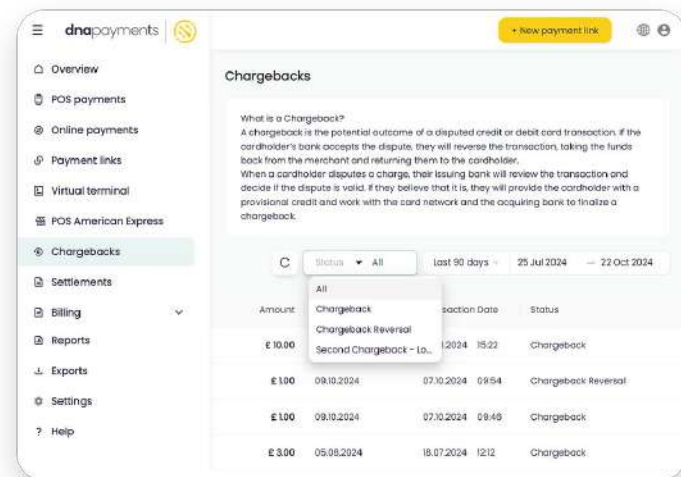 dnapayments
+ New payment link
Overview
POS payments
Online payments
Payment links
Virtual terminal
POS American Express
Chargebacks
Settlements
Billing
Reports
Exports
Settings
? Help
Chargebacks
What is a Chargeback?
A chargeback is the potential outcome of a disputed credit or debit card transaction. If the
cardholder's bank accepts the dispute, they will reverse the transaction, taking the funds
back from the merchant and returning them to the cardholder.
When a cardholder disputes a charge, their issuing bank will review the transaction and
decide if the dispute is valid. If they believe that it is, they will provide the cardholder with a
provisional credit and work with the card network and the acquiring bank to finalize a
chargeback.
Status All Last 90 days 25 Jul 2024 — 22 Oct 2024
All
Chargeback
Chargeback Reversal
Second Chargeback - Lo...
Amount Date Status
£ 10.00 2024 15:22 Chargeback
£ 1.00 09.10.2024 07.10.2024 09:54 Chargeback Reversal
£ 1.00 09.10.2024 07.10.2024 09:46 Chargeback
£ 3.00 05.08.2024 18.07.2024 12:12 Chargeback